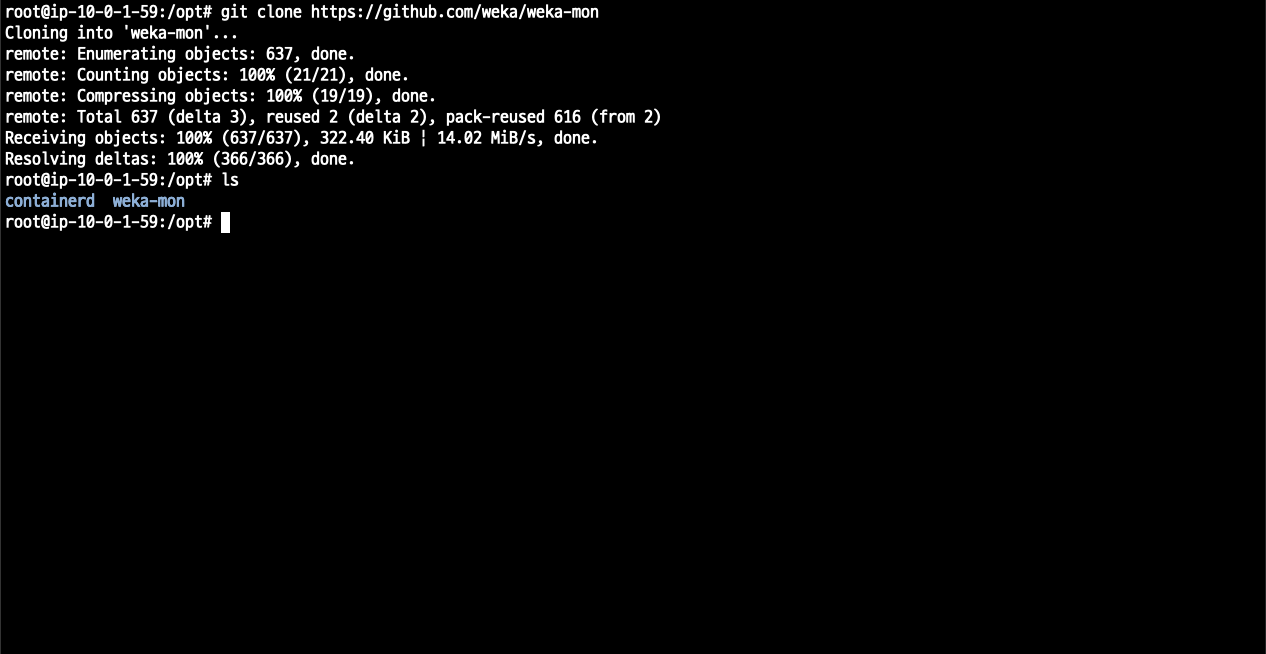 root@ip-10-0-1-59:/opt# git clone https://github.com/weka/weka-mon
Cloning into 'weka-mon'...
remote: Enumerating objects: 637, done.
remote: Counting objects: 100% (21/21), done.
remote: Compressing objects: 100% (19/19), done.
remote: Total 637 (delta 3), reused 2 (delta 2), pack-reused 616 (from 2)
Receiving objects: 100% (637/637), 322.40 KiB ¦ 14.02 MiB/s, done.
Resolving deltas: 100% (366/366), done.
root@ip-10-0-1-59:/opt# ls
containerd  weka-mon
root@ip-10-0-1-59:/opt#